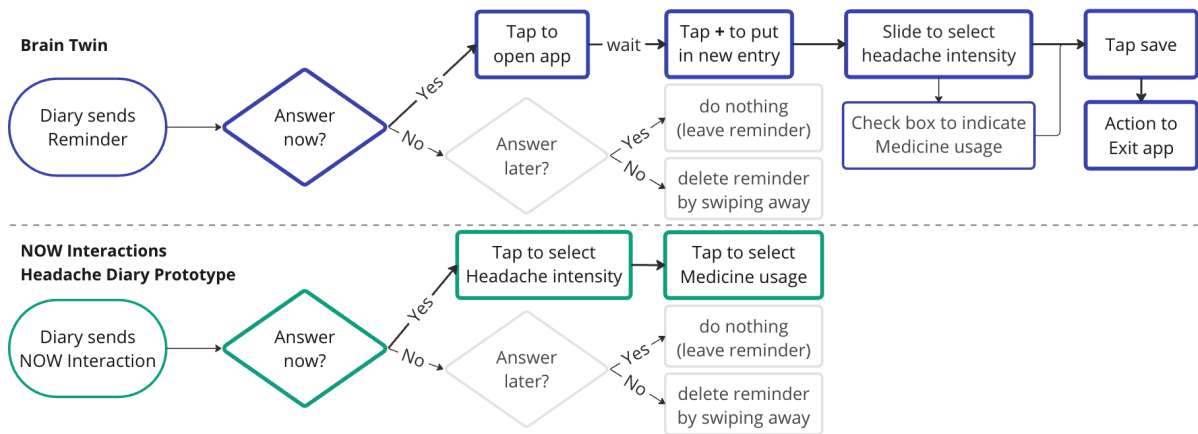 Brain Twin
Diary sends
Reminder
Answer
now?
Yes
No
Tap to
open app
wait
Tap + to put
in new entry
Slide to select
headache intensity
Tap save
Answer
later?
Yes
No
do nothing
(leave reminder)
delete reminder
by swiping away
Check box to indicate
Medicine usage
Action to
Exit app
NOW Interactions
Headache Diary Prototype
Diary sends
NOW Interaction
Answer
now?
Yes
No
Tap to select
Headache intensity
Tap to select
Medicine usage
Answer
later?
Yes
No
do nothing
(leave reminder)
delete reminder
by swiping away